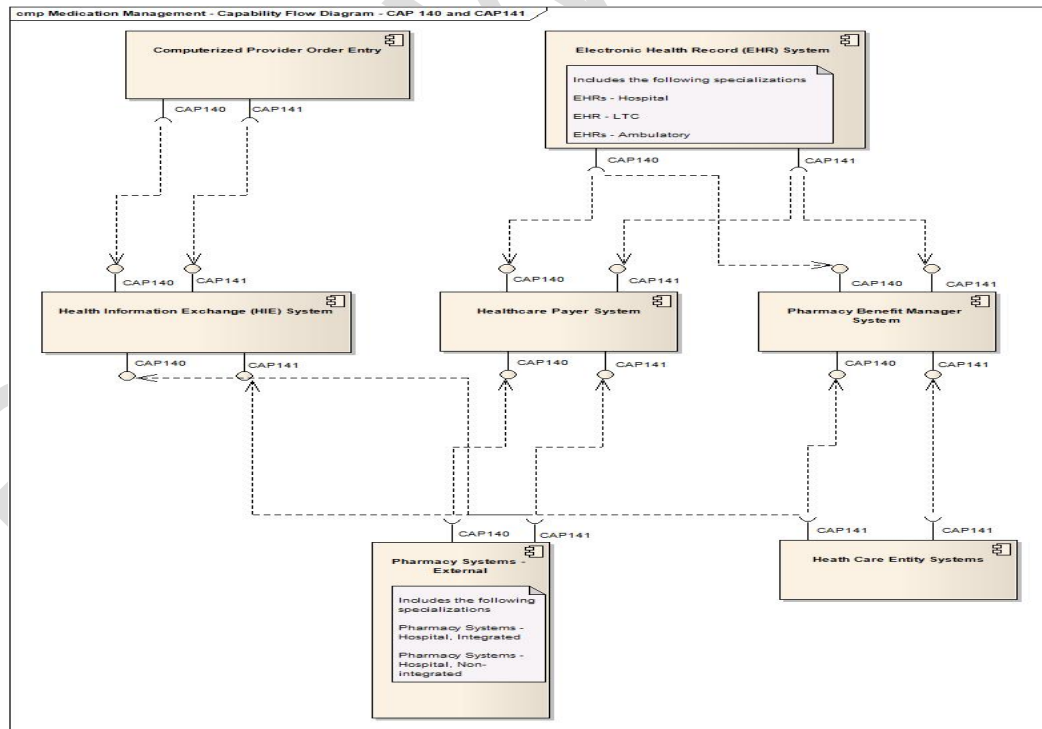 cmp Medication Management - Capability Flow Diagram - CAP 140 and CAP141
Computerized Provider Order Entry
CAP140
CAP141
Electronic Health Record (EHR) System
Includes the following specializations
EHRs - Hospital
EHR - LTC
EHRs - Ambulatory
CAP140
CAP141
CAP140
CAP141
Health Information Exchange (HIE) System
CAP140
CAP141
CAP140
CAP141
Healthcare Payer System
CAP140
CAP141
CAP140
CAP141
Pharmacy Benefit Manager
System
CAP140
CAP141
CAP140
CAP141
Pharmacy Systems -
External
Includes the following
specializations
Pharmacy Systems -
Hospital, Integrated
Pharmacy Systems -
Hospital, Non-
integrated
CAP141
CAP141
Heath Care Entity Systems